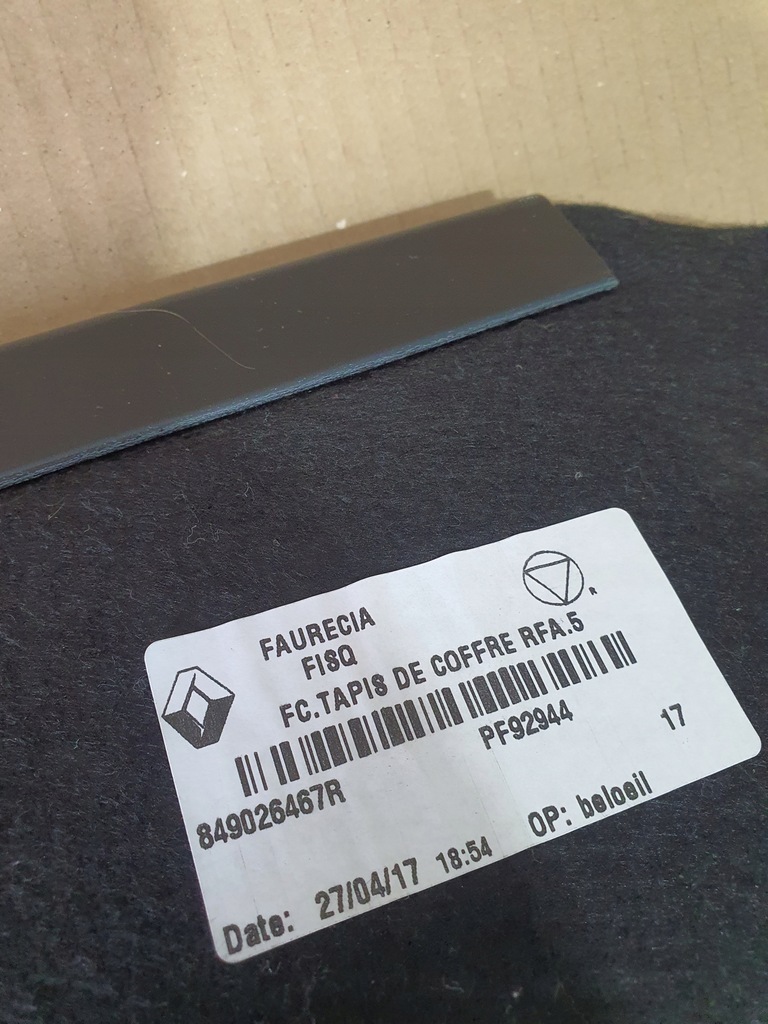 FAURECIA
FISQ
R
FC.TAPIS DE COFFRE RFA.5
849026467R
PF92944
17
Date: 27/04/17 18:54 OP: beloeil